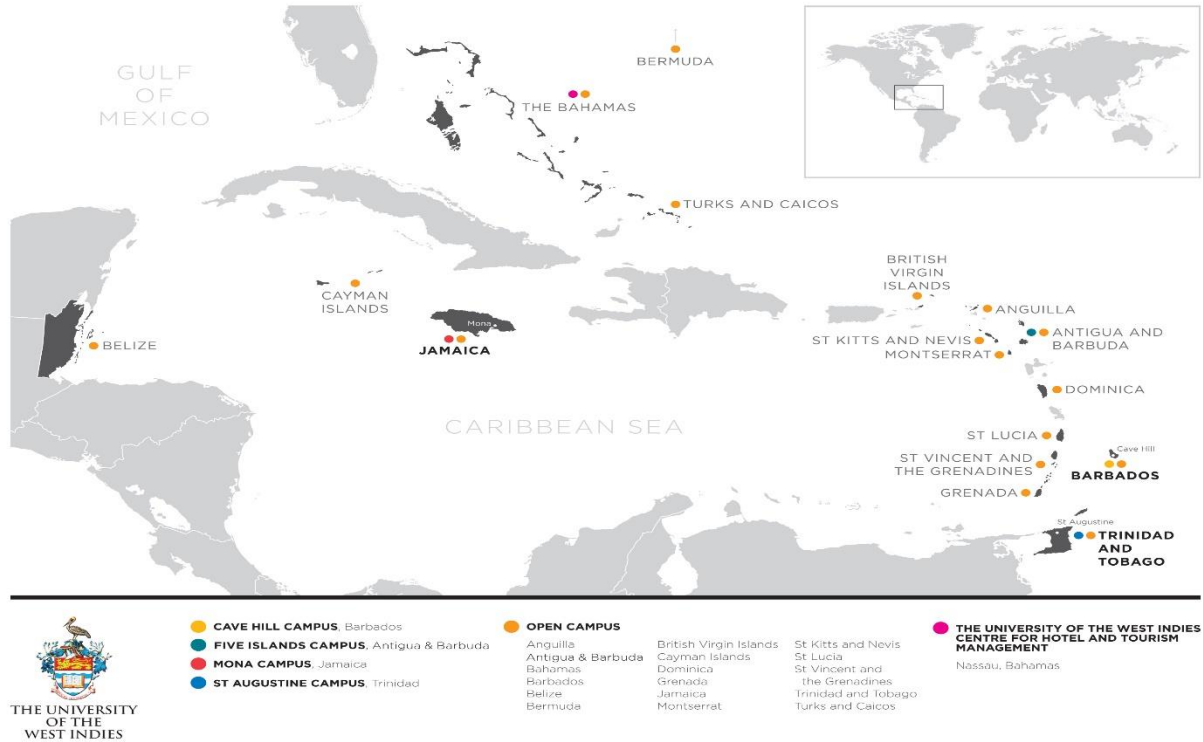 GULF
OF
MEXICO
BERMUDA
THE BAHAMAS
TURKS AND CAICOS
CAYMAN
ISLANDS
BRITISH
VIRGIN
ISLANDS
ANGUILLA
Mona
JAMAICA
BELIZE
ST KITTS AND NEVIS
MONTSERRAT
ANTIGUA AND
BARBUDA
DOMINICA
CARIBBEAN SEA
ST LUCIA
ST VINCENT AND
THE GRENADINES
GRENADA
Cave Hill
BARBADOS
St Augustine
TRINIDAD
AND
TOBAGO
THE UNIVERSITY
OF THE
WEST INDIES
CAVE HILL CAMPUS, Barbados
FIVE ISLANDS CAMPUS, Antigua & Barbuda
MONA CAMPUS, Jamaica
ST AUGUSTINE CAMPUS, Trinidad
OPEN CAMPUS
Anguilla
Antigua & Barbuda
Bahamas
Barbados
Belize
Bermuda
British Virgin Islands
Cayman Islands
Dominica
Grenada
Jamaica
Montserrat
St Kitts and Nevis
St Lucia
St Vincent and
the Grenadines
Trinidad and Tobago
Turks and Caicos
THE UNIVERSITY OF THE WEST INDIES
CENTRE FOR HOTEL AND TOURISM
MANAGEMENT
Nassau, Bahamas